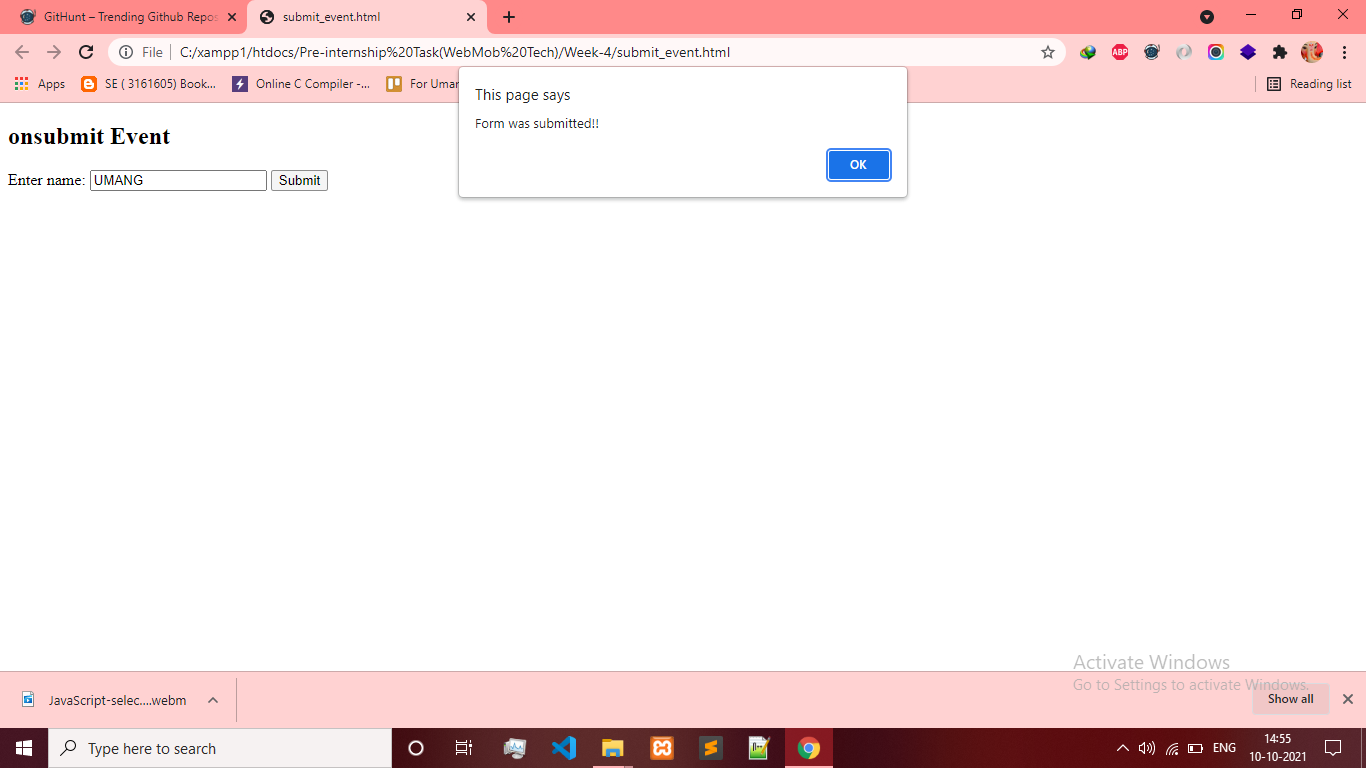 GitHunt – Trending Github Repos
submit_event.html
File
C:/xampp1/htdocs/Pre-internship%20Task(WebMob%20Tech)/Week-4/submit_event.html
ABP
Apps
SE ( 3161605) Book...
Online C Compiler -...
For Umar
Reading list
This page says
Form was submitted!!
OK
onsubmit Event
Enter name: UMANG Submit
Activate Windows
Go to Settings to activate Windows.
JavaScript-selec....webm
Show all
Type here to search
ENG
14:55
10-10-2021